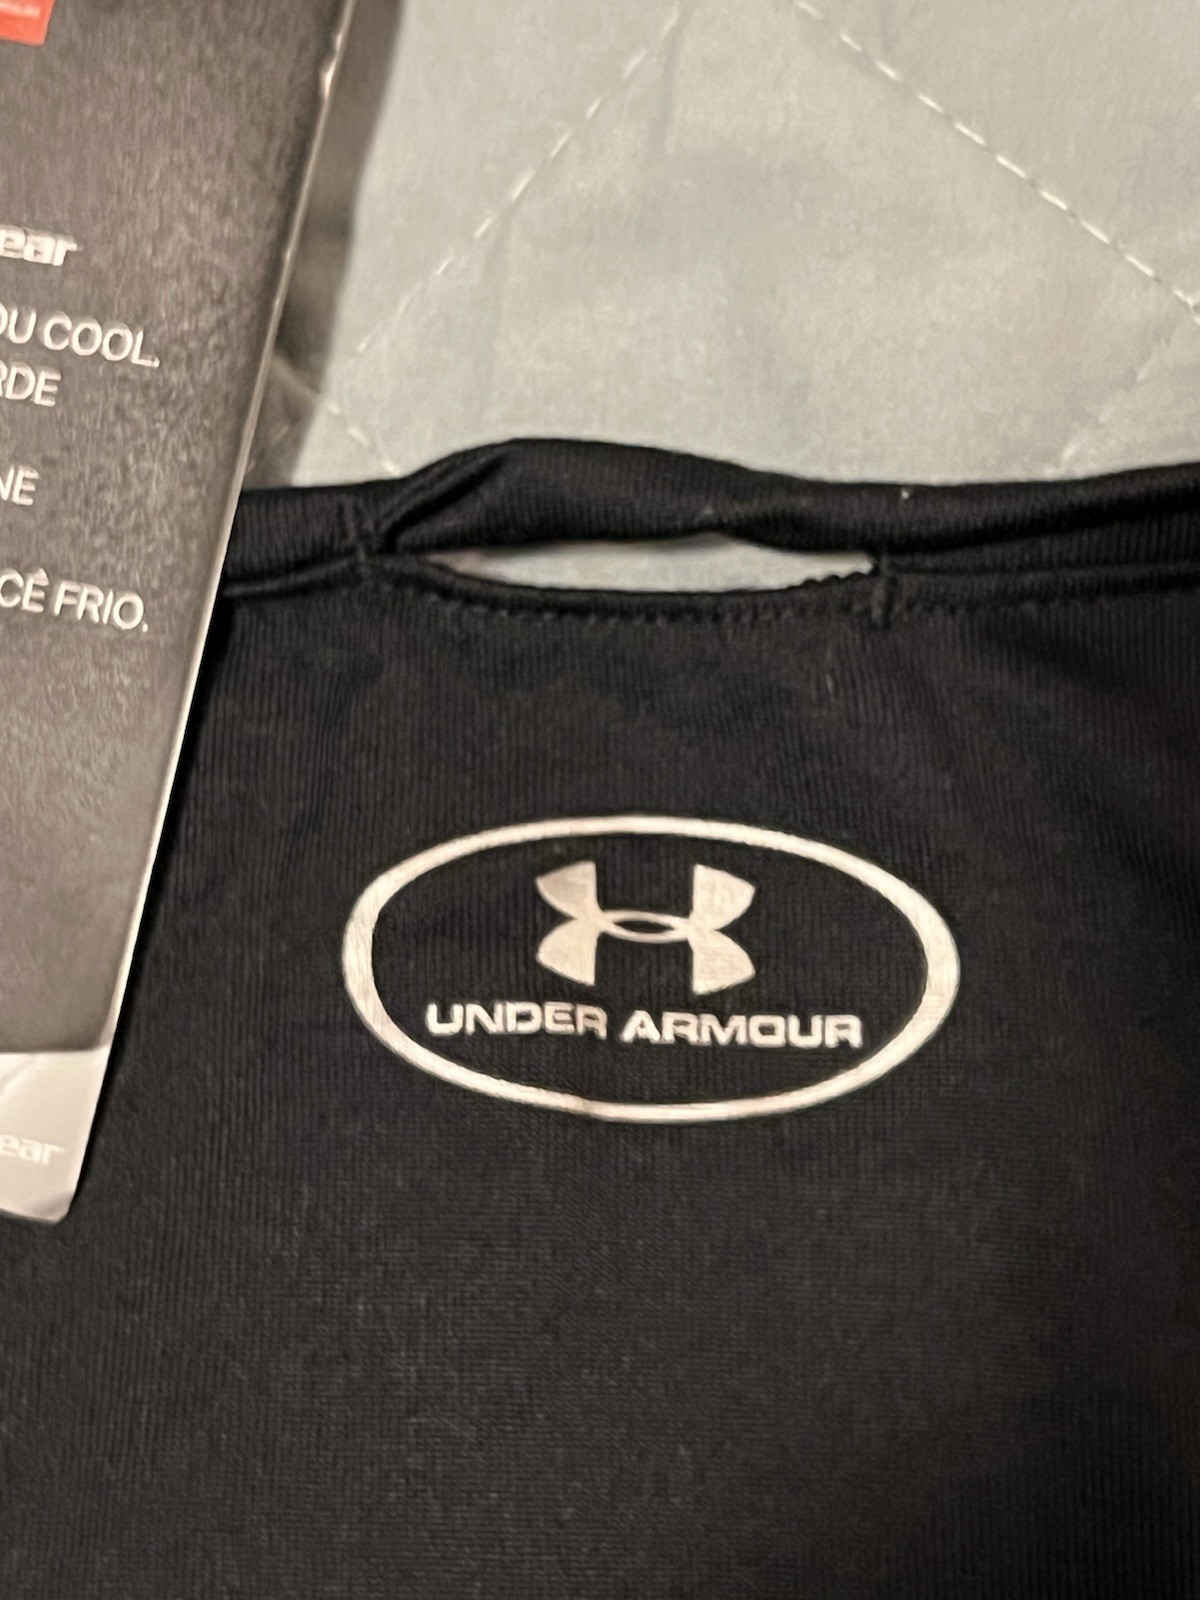 ear
OU COOL.
RDE
NE
CÊ FRIO.
ear
UNDER ARMOUR